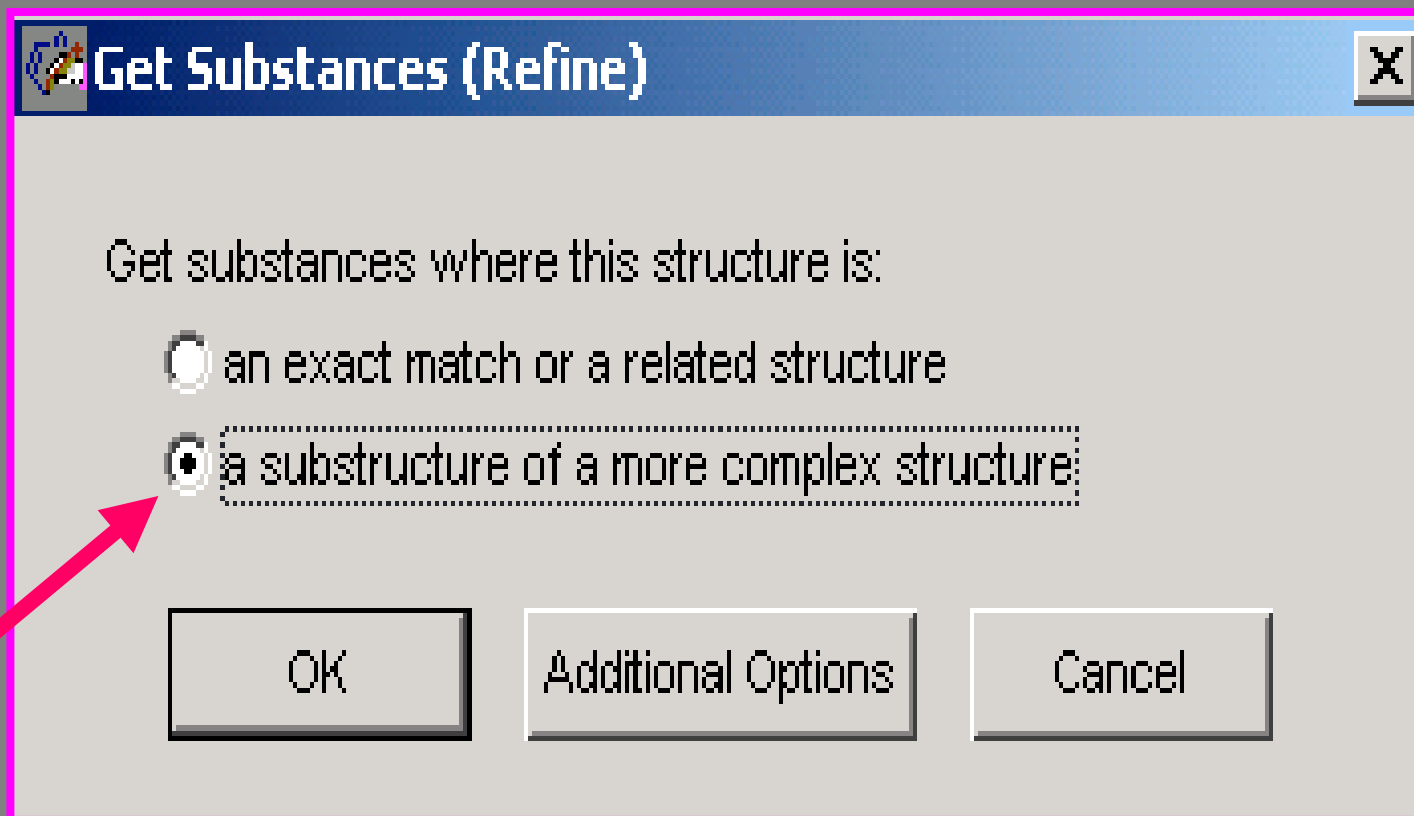 Get Substances (Refine)
X
Get substances where this structure is:
an exact match or a related structure
a substructure of a more complex structure
OK
Additional Options
Cancel